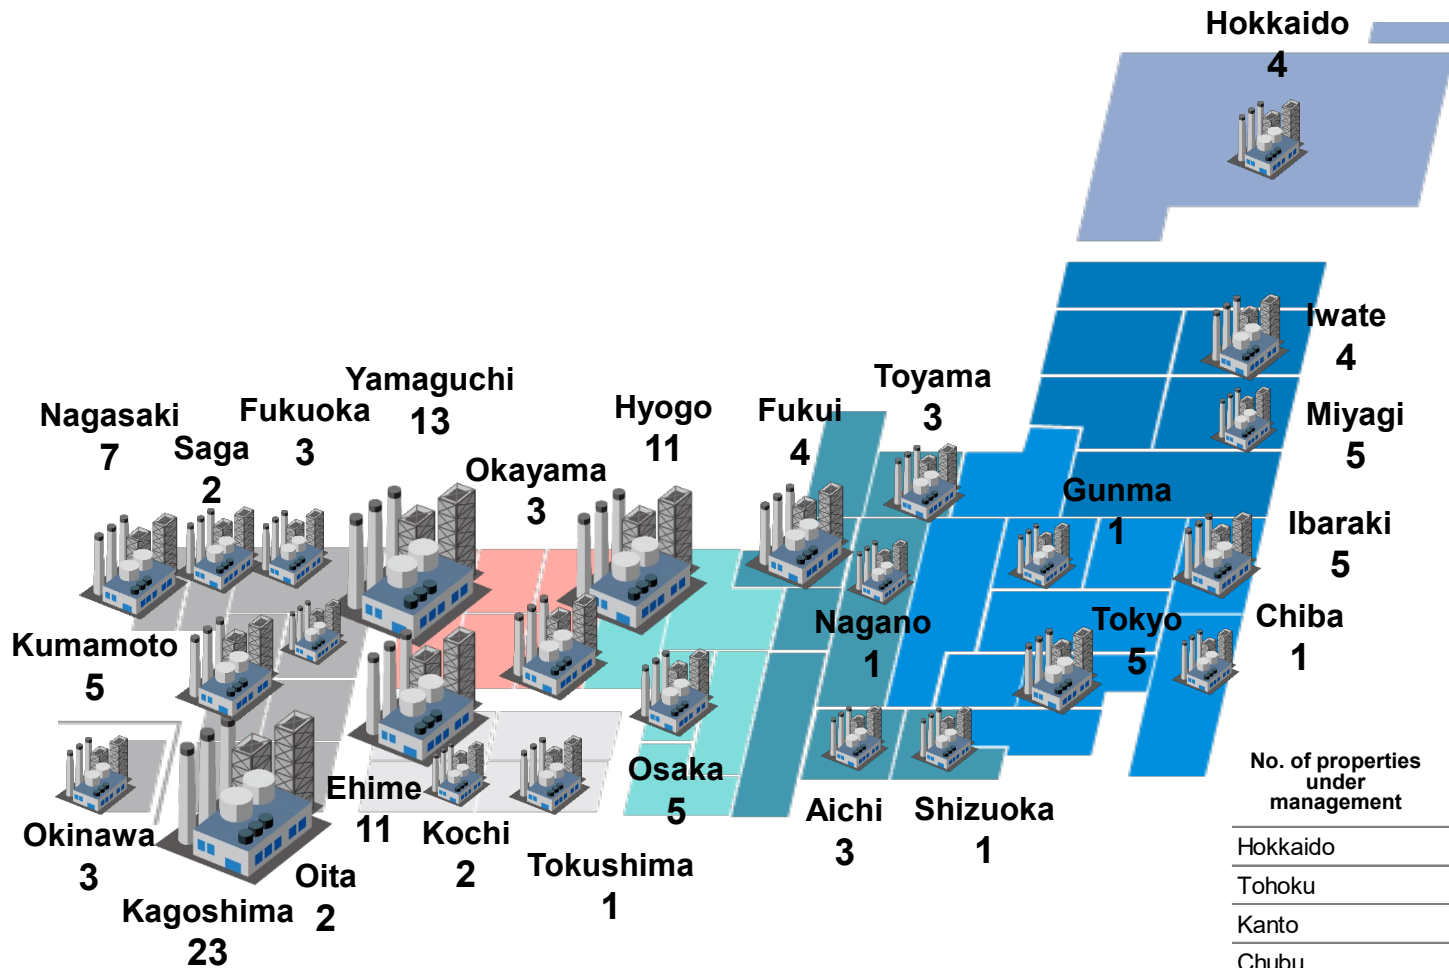 Hokkaido
4
Iwate
4
Miyagi
5
Toyama
3
Yamaguchi
13
Hyogo
11
Fukui
4
Nagasaki
7
Fukuoka
3
Saga
2
Okayama
3
Gunma
1
Ibaraki
5
Kumamoto
5
Nagano
1
Tokyo
5
Chiba
1
Okinawa
3
Ehime
11
Kochi
2
Osaka
5
Aichi
3
Shizuoka
1
Tokushima
1
Oita
2
Kagoshima
23
No. of properties
under
management
Hokkaido
Tohoku
Kanto
Chubu